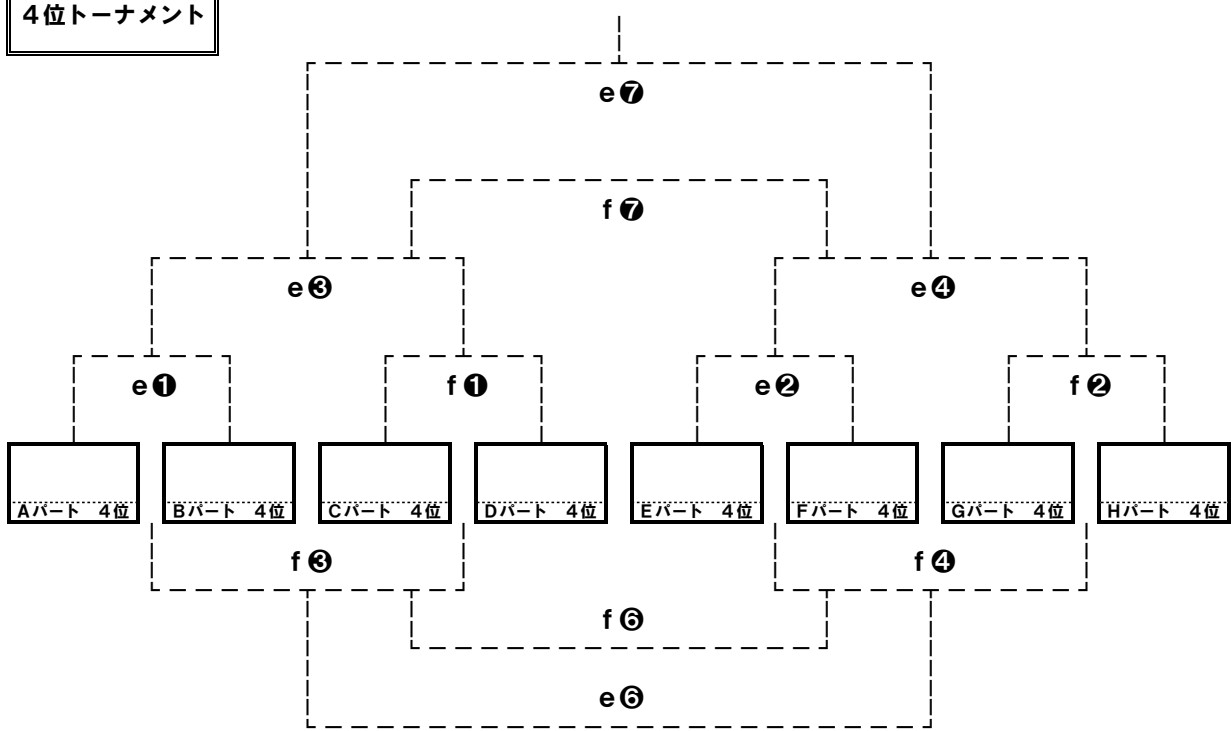 4位トーナメント
e❼
f❼
e❸ e❹
e❶ f❶ e❷ f❷
Aパート 4位 Bパート 4位 Cパート 4位 Dパート 4位 Eパート 4位 Fパート 4位 Gパート 4位 Hパート 4位
f❸ f❹
f❻
e❻